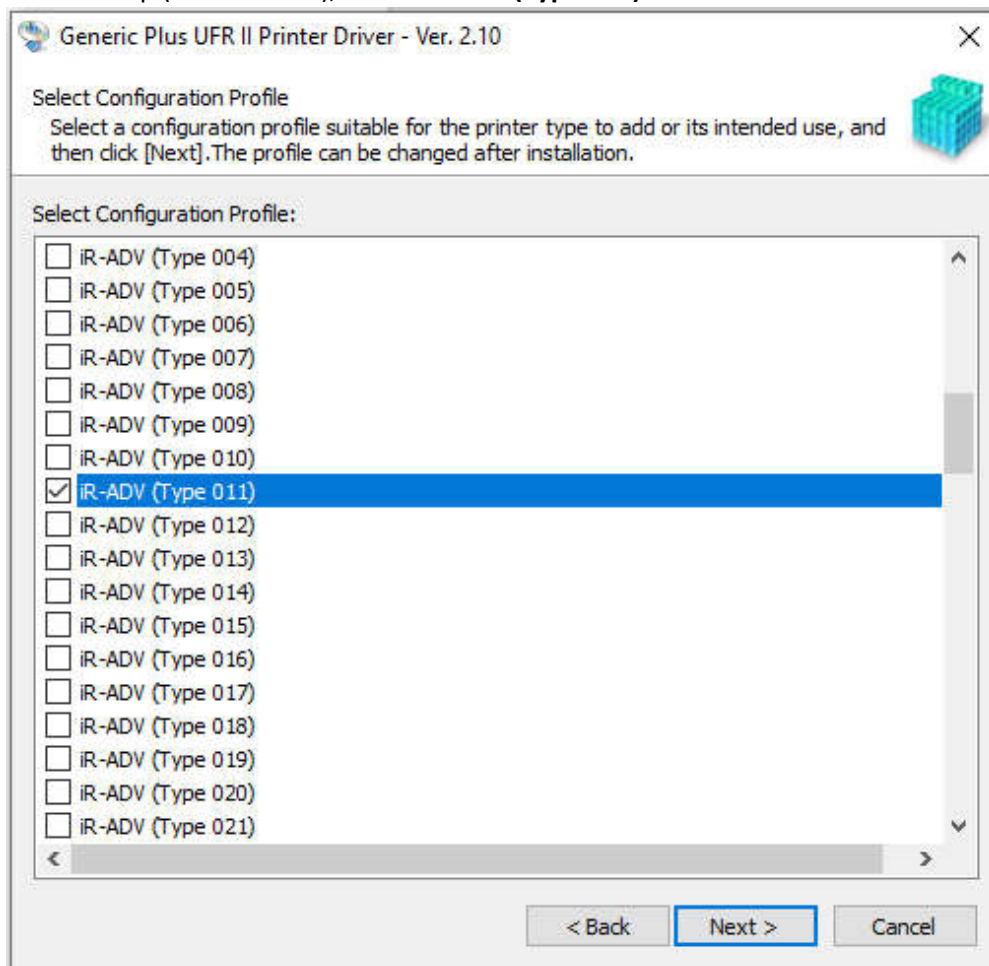 Generic Plus UFR II Printer Driver - Ver. 2.10
Select Configuration Profile
Select a configuration profile suitable for the printer type to add or its intended use, and
then click [Next].The profile can be changed after installation.
Select Configuration Profile:
iR-ADV (Type 004)
iR-ADV (Type 005)
iR-ADV (Type 006)
iR-ADV (Type 007)
iR-ADV (Type 008)
iR-ADV (Type 009)
iR-ADV (Type 010)
iR-ADV (Type 011)
iR-ADV (Type 012)
iR-ADV (Type 013)
iR-ADV (Type 014)
iR-ADV (Type 015)
iR-ADV (Type 016)
iR-ADV (Type 017)
iR-ADV (Type 018)
iR-ADV (Type 019)
iR-ADV (Type 020)
iR-ADV (Type 021)
< Back Next > Cancel